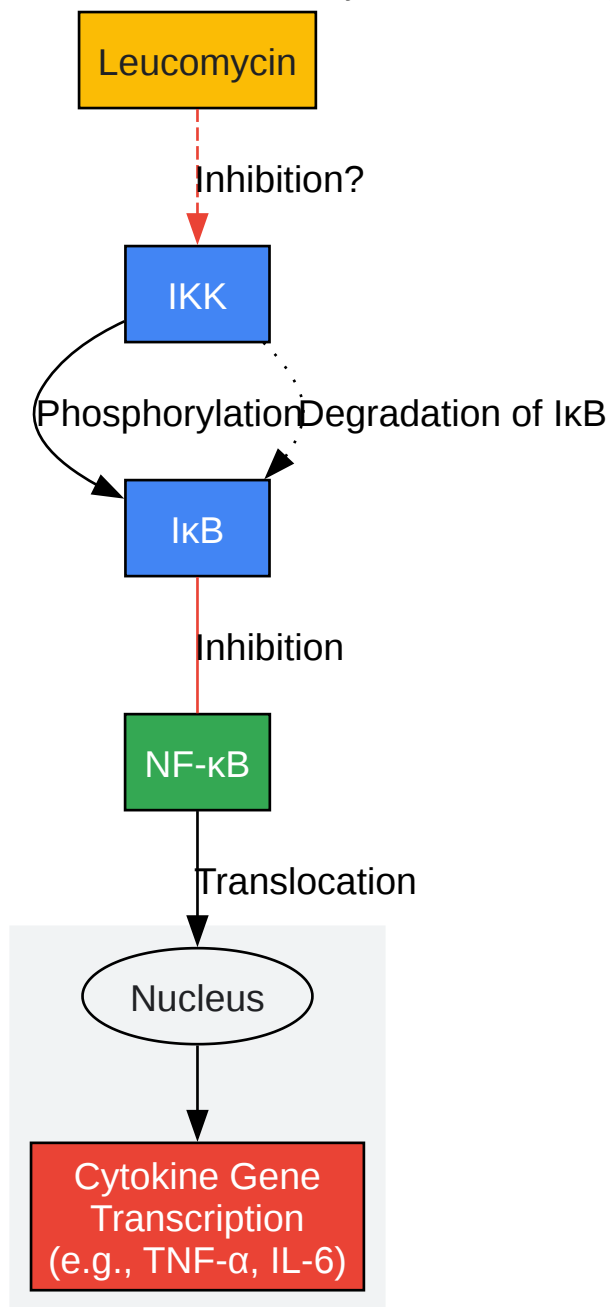 Leucomycin
Inhibition?
IKK
Phosphorylation
Degradation of IκB
IκB
Inhibition
NF-κB
Translocation
Nucleus
Cytokine Gene
Transcription
(e.g., TNF-α, IL-6)